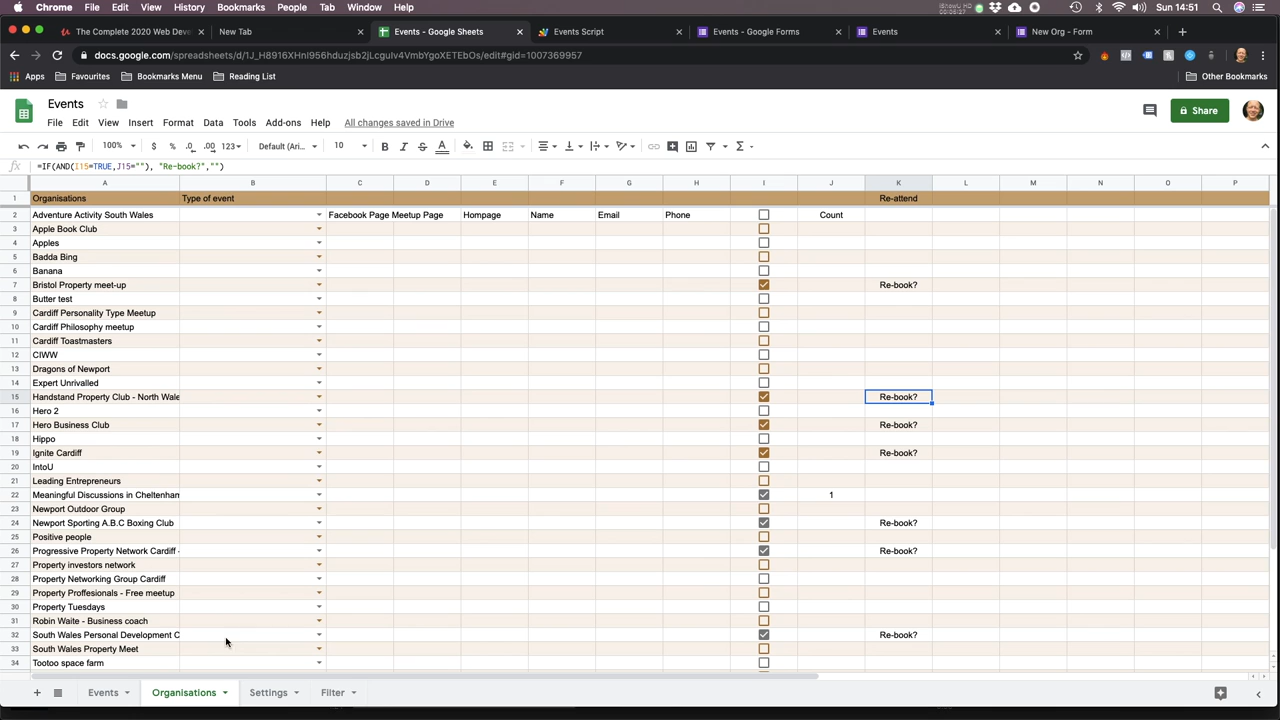 Chrome File Edit View History Bookmarks People Tab Window Help Sun 14:51
The Complete 2020 Web Deve New Tab Events - Google Sheets Events Script Events - Google Forms Events New Org - Form
Apps Favourites Bookmarks Menu Reading List Other Bookmarks
Events
Share
File Edit View Insert Format Data Tools Add-ons Help All changes saved in Drive
100% $ % .0 .00 123 Default (Ari... 10
=IF(AND(I15=TRUE,J15=""), "Re-book?","")
A B C D E F G H I J K L M N O P
1 Organisations Type of event Re-attend
2 Adventure Activity South Wales Facebook Page Meetup Page Hompage Name Email Phone Count
3 Apple Book Club
4 Apples
5 Badda Bing
6 Banana
7 Bristol Property meet-up Re-book?
8 Butter test
9 Cardiff Personality Type Meetup
10 Cardiff Philosophy meetup
11 Cardiff Toastmasters
12 CIWW
13 Dragons of Newport
14 Expert Unrivalled
15 Handstand Property Club - North Wale Re-book?
16 Hero 2
17 Hero Business Club Re-book?
18 Hippo
19 Ignite Cardiff Re-book?
20 IntoU
21 Leading Entrepreneurs
22 Meaningful Discussions in Cheltenham 1
23 Newport Outdoor Group
24 Newport Sporting A.B.C Boxing Club Re-book?
25 Positive people
26 Progressive Property Network Cardiff - Re-book?
27 Property investors network
28 Property Networking Group Cardiff
29 Property Proffesionals - Free meetup
30 Property Tuesdays
31 Robin Waite - Business coach
32 South Wales Personal Development C Re-book?
33 South Wales Property Meet
34 Tootoo space farm
Events Organisations Settings Filter